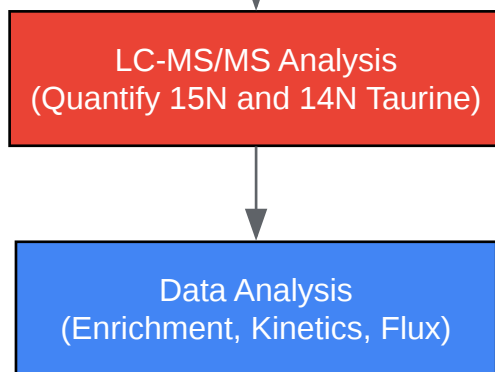 LC-MS/MS Analysis
(Quantify 15N and 14N Taurine)
Data Analysis
(Enrichment, Kinetics, Flux)